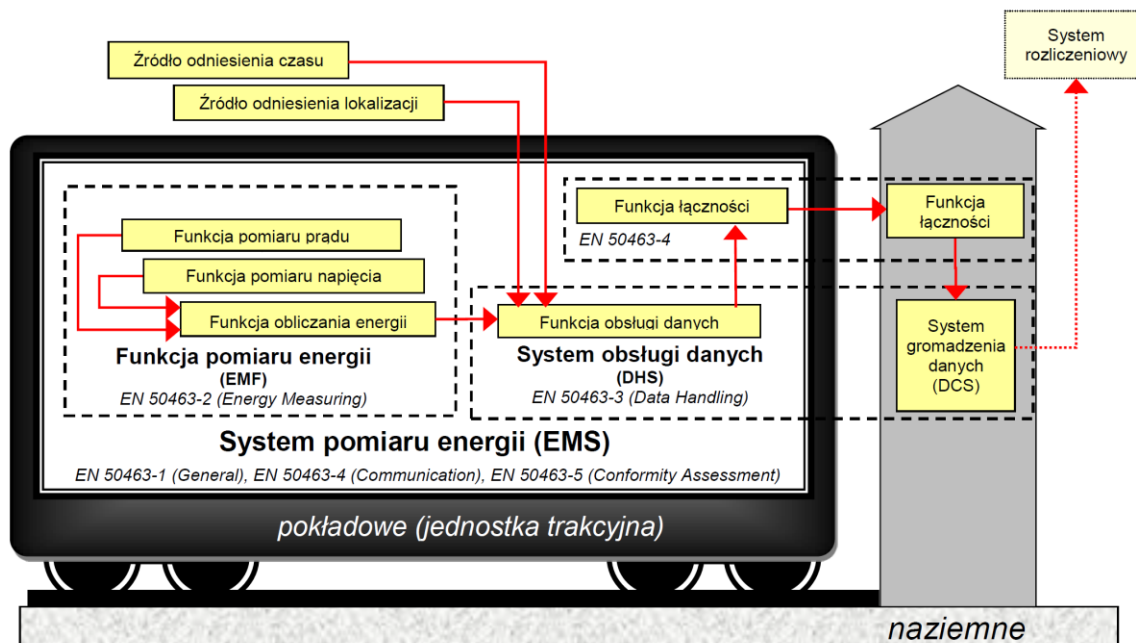 Źródło odniesienia czasu
Źródło odniesienia lokalizacji
System
rozliczeniowy
Funkcja pomiaru prądu
Funkcja pomiaru napięcia
Funkcja obliczania energii
Funkcja pomiaru energii
(EMF)
EN 50463-2 (Energy Measuring)
Funkcja łączności
EN 50463-4
Funkcja
łączności
Funkcja obsługi danych
System obsługi danych
(DHS)
EN 50463-3 (Data Handling)
System
gromadzenia
danych
(DCS)
System pomiaru energii (EMS)
EN 50463-1 (General), EN 50463-4 (Communication), EN 50463-5 (Conformity Assessment)
pokładowe (jednostka trakcyjna)
naziemne